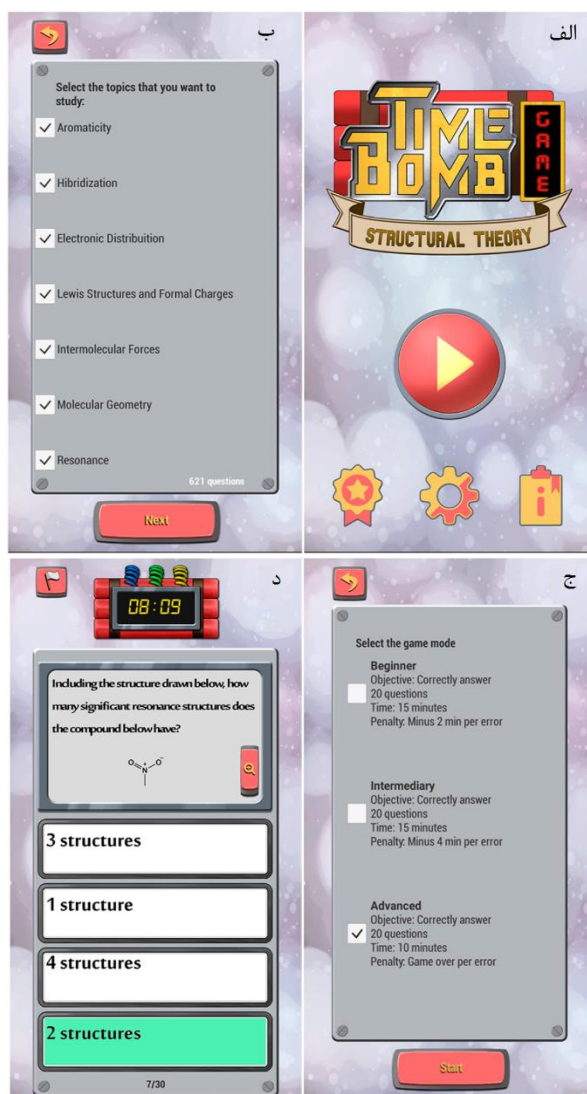 الف
TIME
BOMB
GAME
STRUCTURAL THEORY
i
ب
Select the topics that you want to
study:
Aromaticity
Hibridization
Electronic Distribuition
Lewis Structures and Formal Charges
Intermolecular Forces
Molecular Geometry
Resonance
621 questions
Next
ج
Select the game mode
Beginner
Objective: Correctly answer
20 questions
Time: 15 minutes
Penalty: Minus 2 min per error
Intermediary
Objective: Correctly answer
20 questions
Time: 15 minutes
Penalty: Minus 4 min per error
Advanced
Objective: Correctly answer
20 questions
Time: 10 minutes
Penalty: Game over per error
Start
د
08:09
Including the structure drawn below, how
many significant resonance structures does
the compound below have?
O N+ O-
3 structures
1 structure
4 structures
2 structures
7/30